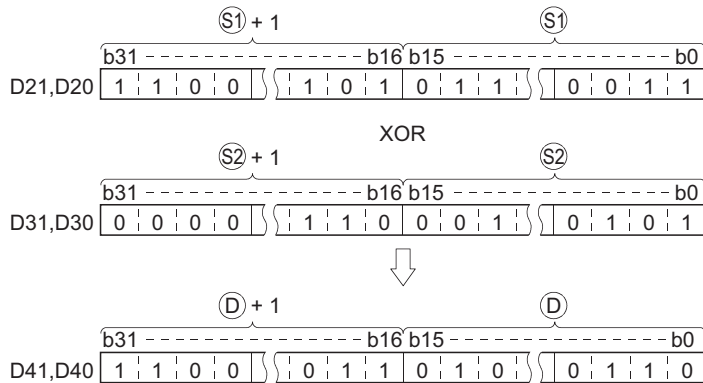 S1 + 1 S1
b31 b16 b15 b0
D21,D20 1 1 0 0 1 0 1 0 1 1 0 0 1 1
XOR
S2 + 1 S2
b31 b16 b15 b0
D31,D30 0 0 0 0 1 1 0 0 0 1 0 1 0 1
D + 1 D
b31 b16 b15 b0
D41,D40 1 1 0 0 0 1 1 0 1 0 0 1 1 0